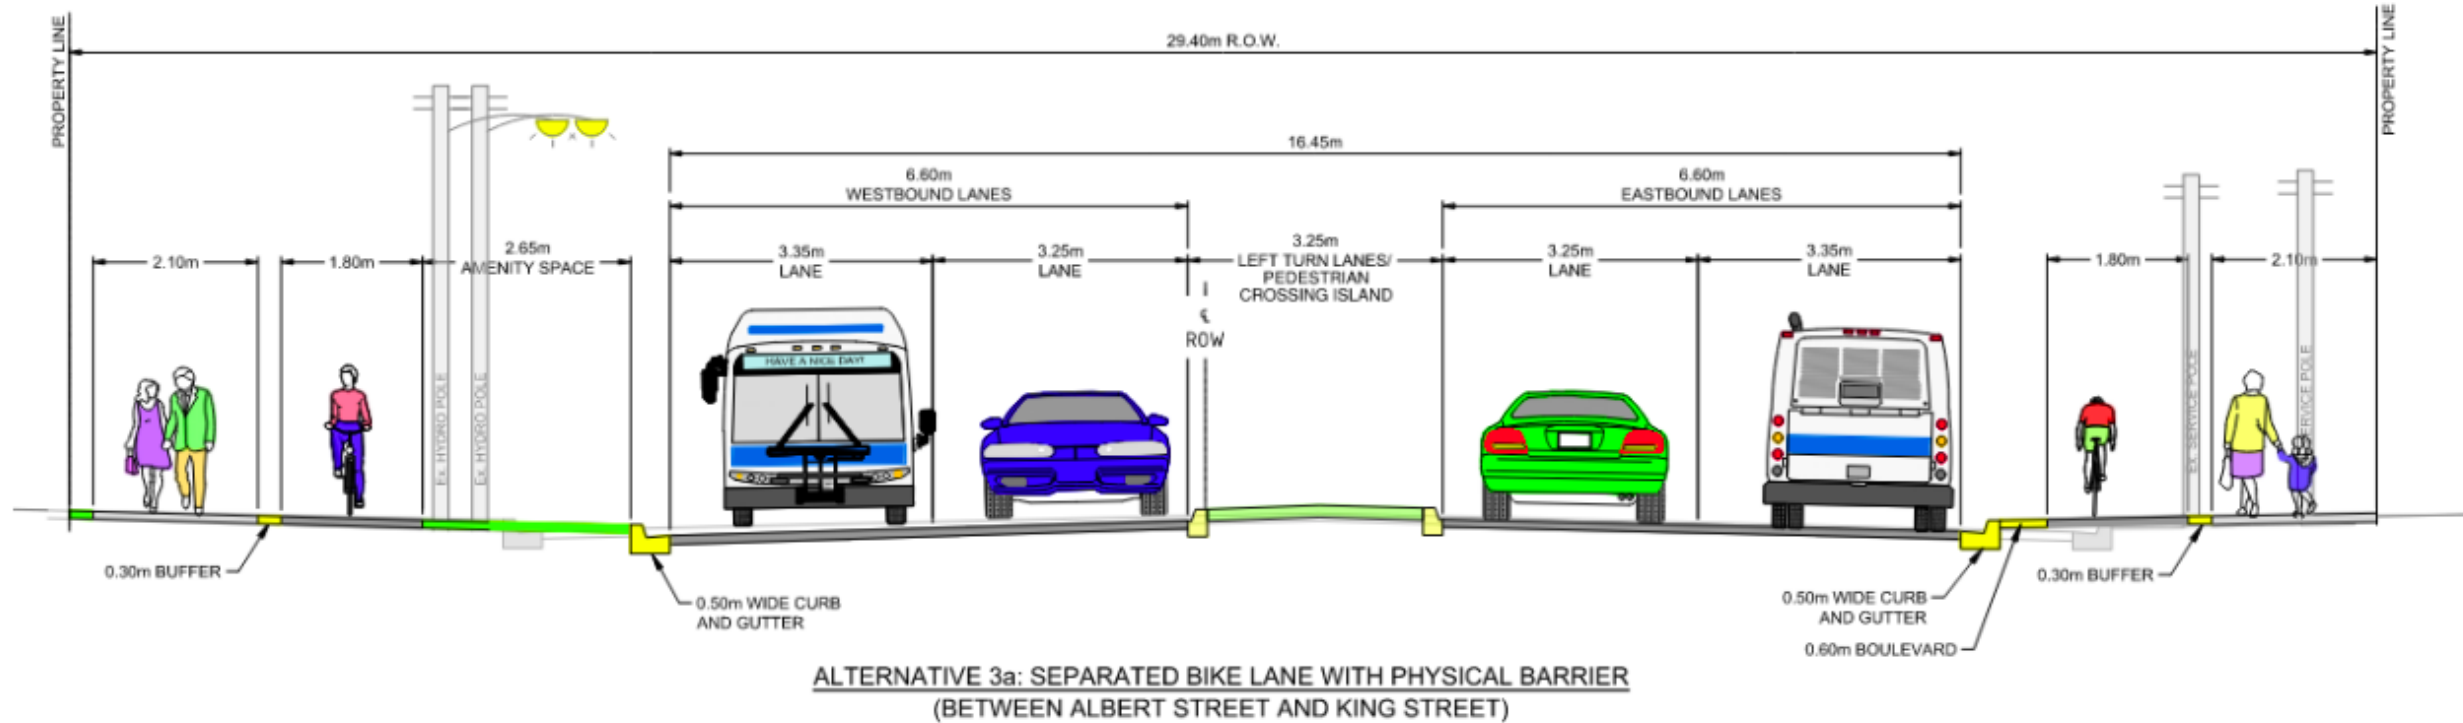 PROPERTY LINE
29.40m R.O.W.
PROPERTY LINE
16.45m
6.60m
WESTBOUND LANES
6.60m
EASTBOUND LANES
2.10m
1.80m
2.65m
AMENITY SPACE
3.35m
LANE
3.25m
LANE
3.25m
LEFT TURN LANES/
PEDESTRIAN
CROSSING ISLAND
3.25m
LANE
3.35m
LANE
1.80m
2.10m
℄
ROW
HAVE A NICE DAY!
Ex. HYDRO POLE
Ex. HYDRO POLE
Ex. SERVICE POLE
SERVICE POLE
0.30m BUFFER
0.50m WIDE CURB
AND GUTTER
0.50m WIDE CURB
AND GUTTER
0.60m BOULEVARD
0.30m BUFFER
ALTERNATIVE 3a: SEPARATED BIKE LANE WITH PHYSICAL BARRIER
(BETWEEN ALBERT STREET AND KING STREET)